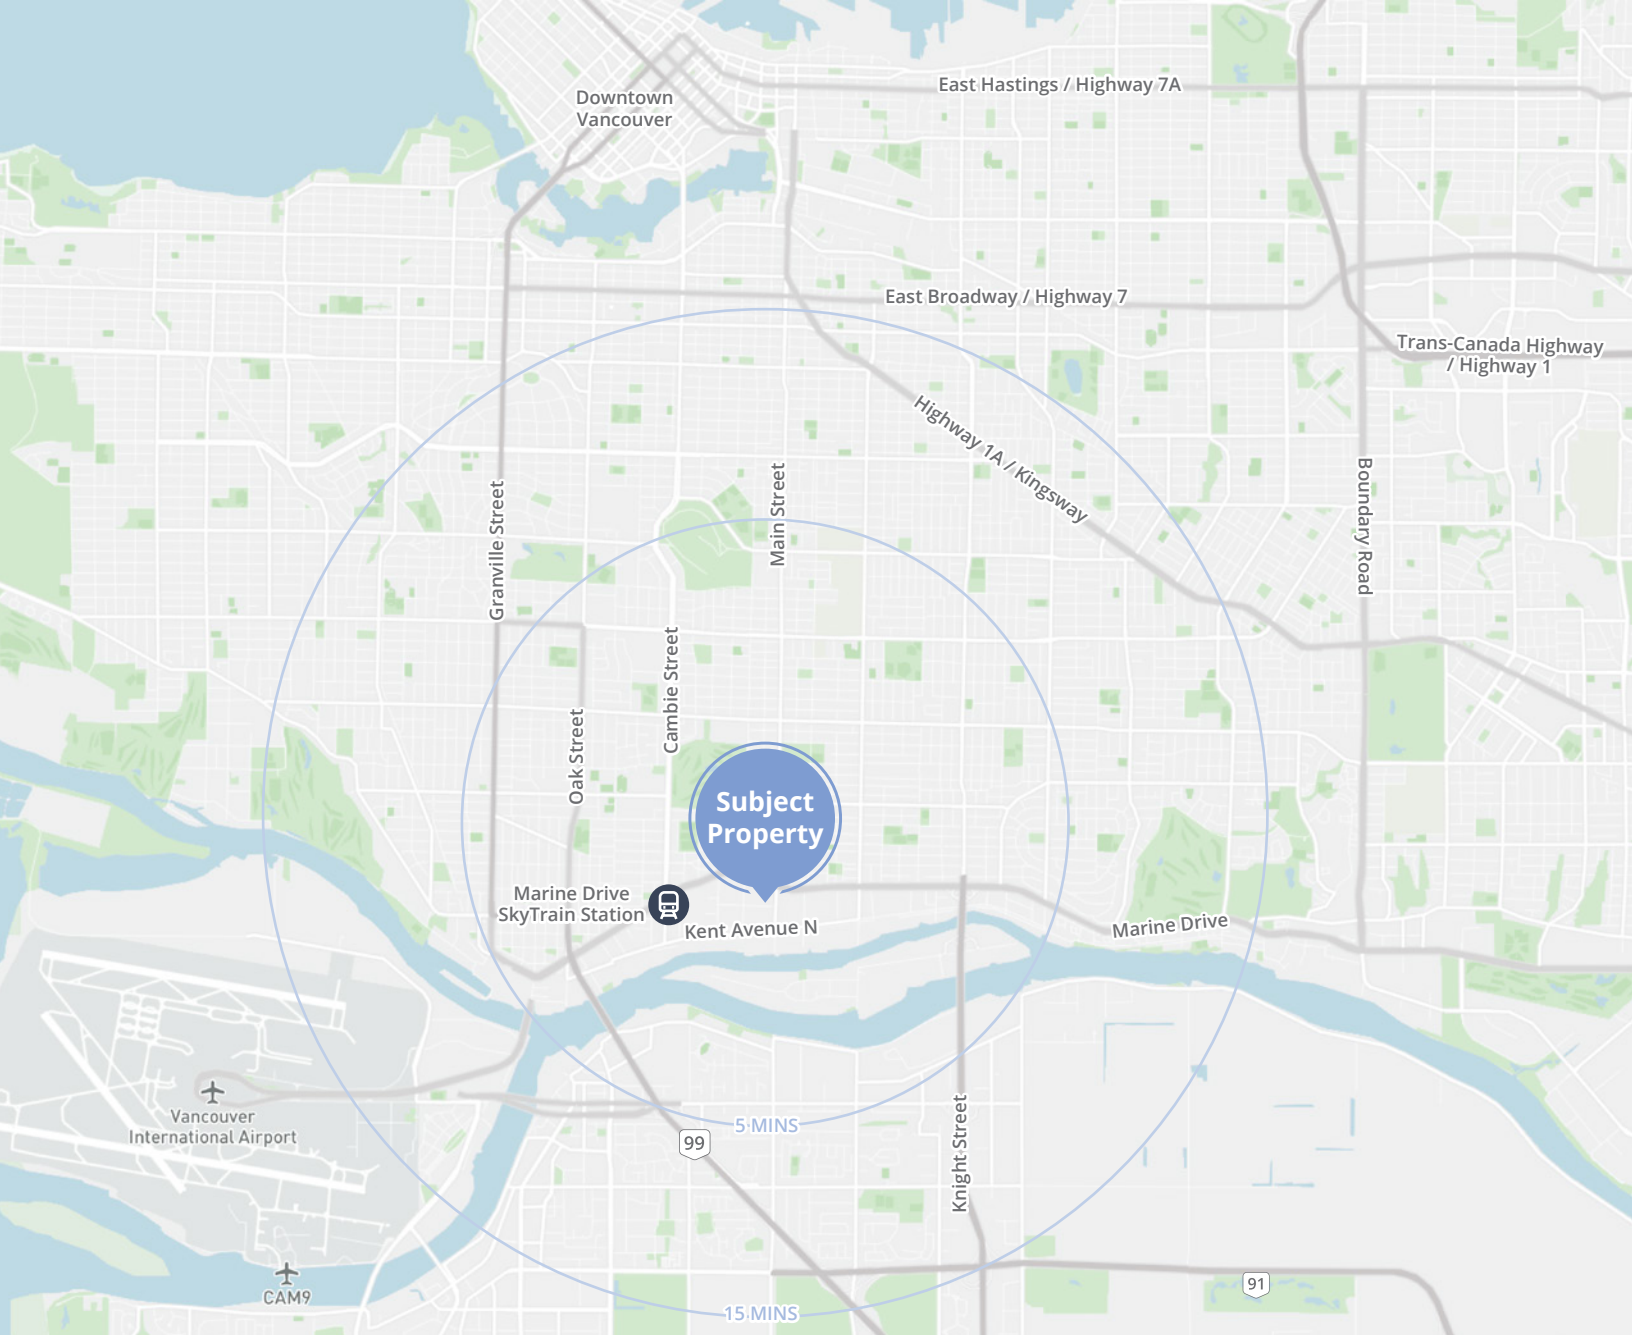 East Hastings / Highway 7A
Downtown
Vancouver
East Broadway / Highway 7
Trans-Canada Highway
/ Highway 1
Highway 1A / Kingsway
Main Street
Granville Street
Boundary Road
Cambie Street
Oak Street
Subject
Property
Marine Drive
SkyTrain Station
Kent Avenue N
Marine Drive
Vancouver
International Airport
5 MINS
99
Knight Street
CAM9
91
15 MINS